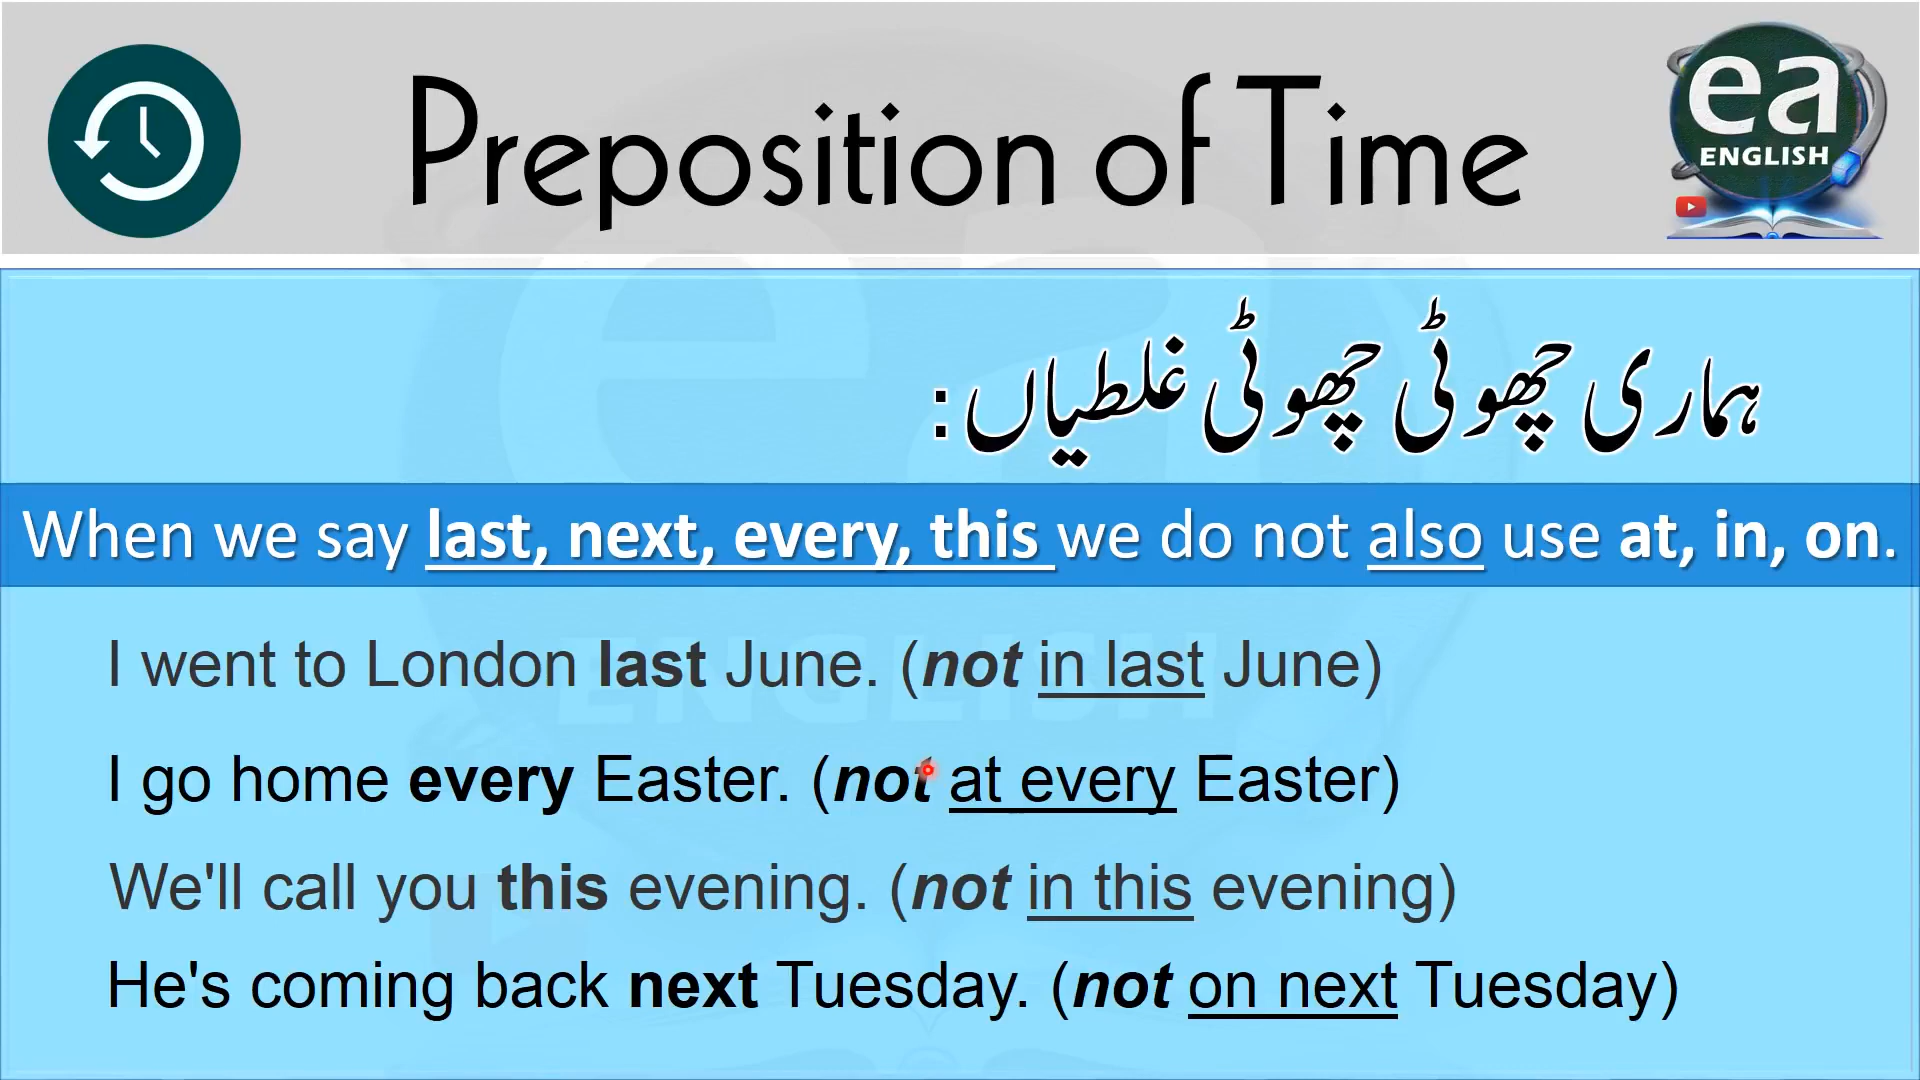 Preposition of Time
ea
ENGLISH
ہماری چھوٹی چھوٹی غلطیاں:
When we say last, next, every, this we do not also use at, in, on.
I went to London last June. (not in last June)
I go home every Easter. (not at every Easter)
We'll call you this evening. (not in this evening)
He's coming back next Tuesday. (not on next Tuesday)